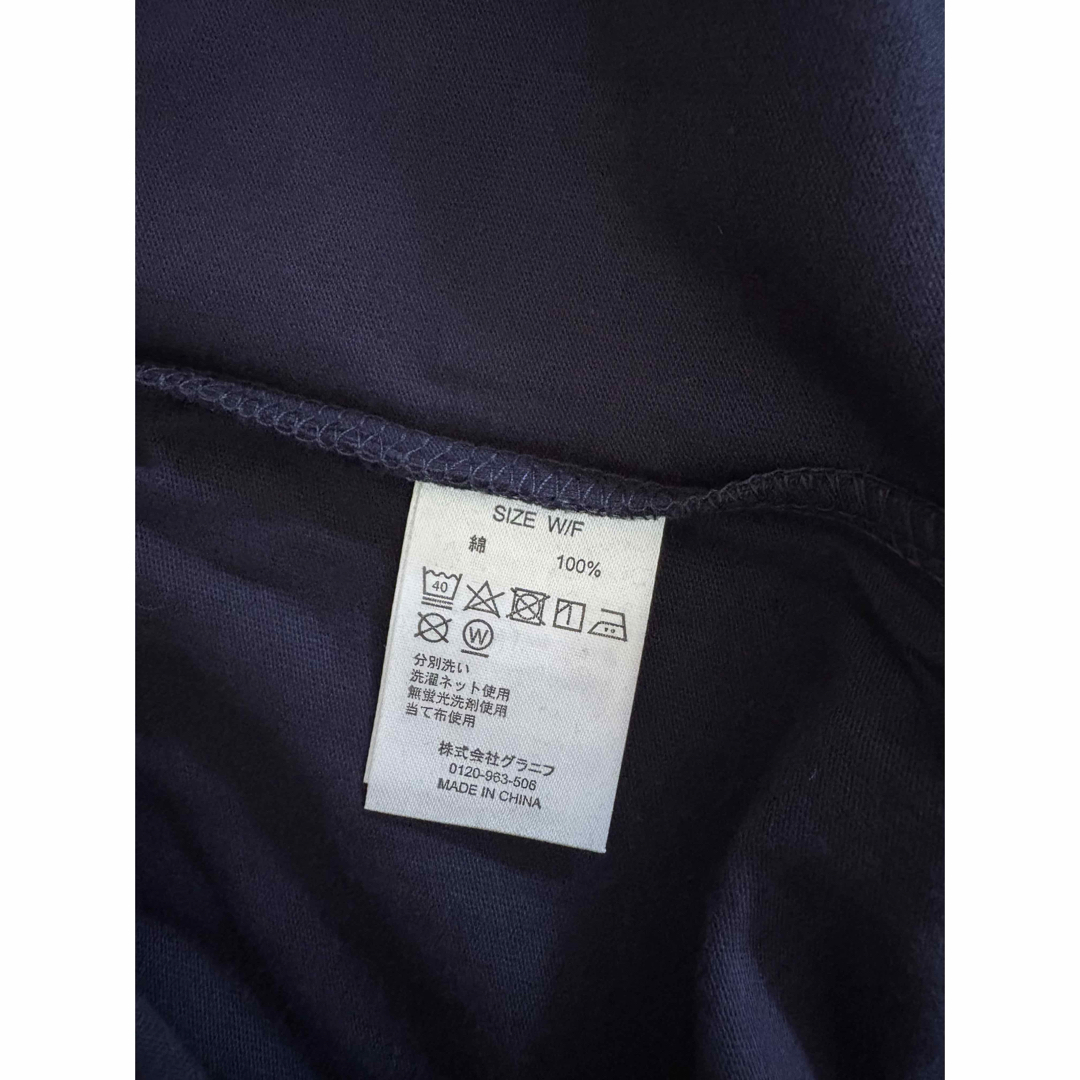 SIZE W/F
綿 100%
40
W
分別洗い
洗濯ネット使用
無蛍光洗剤使用
当て布使用
株式会社グラニフ
0120-963-506
MADE IN CHINA